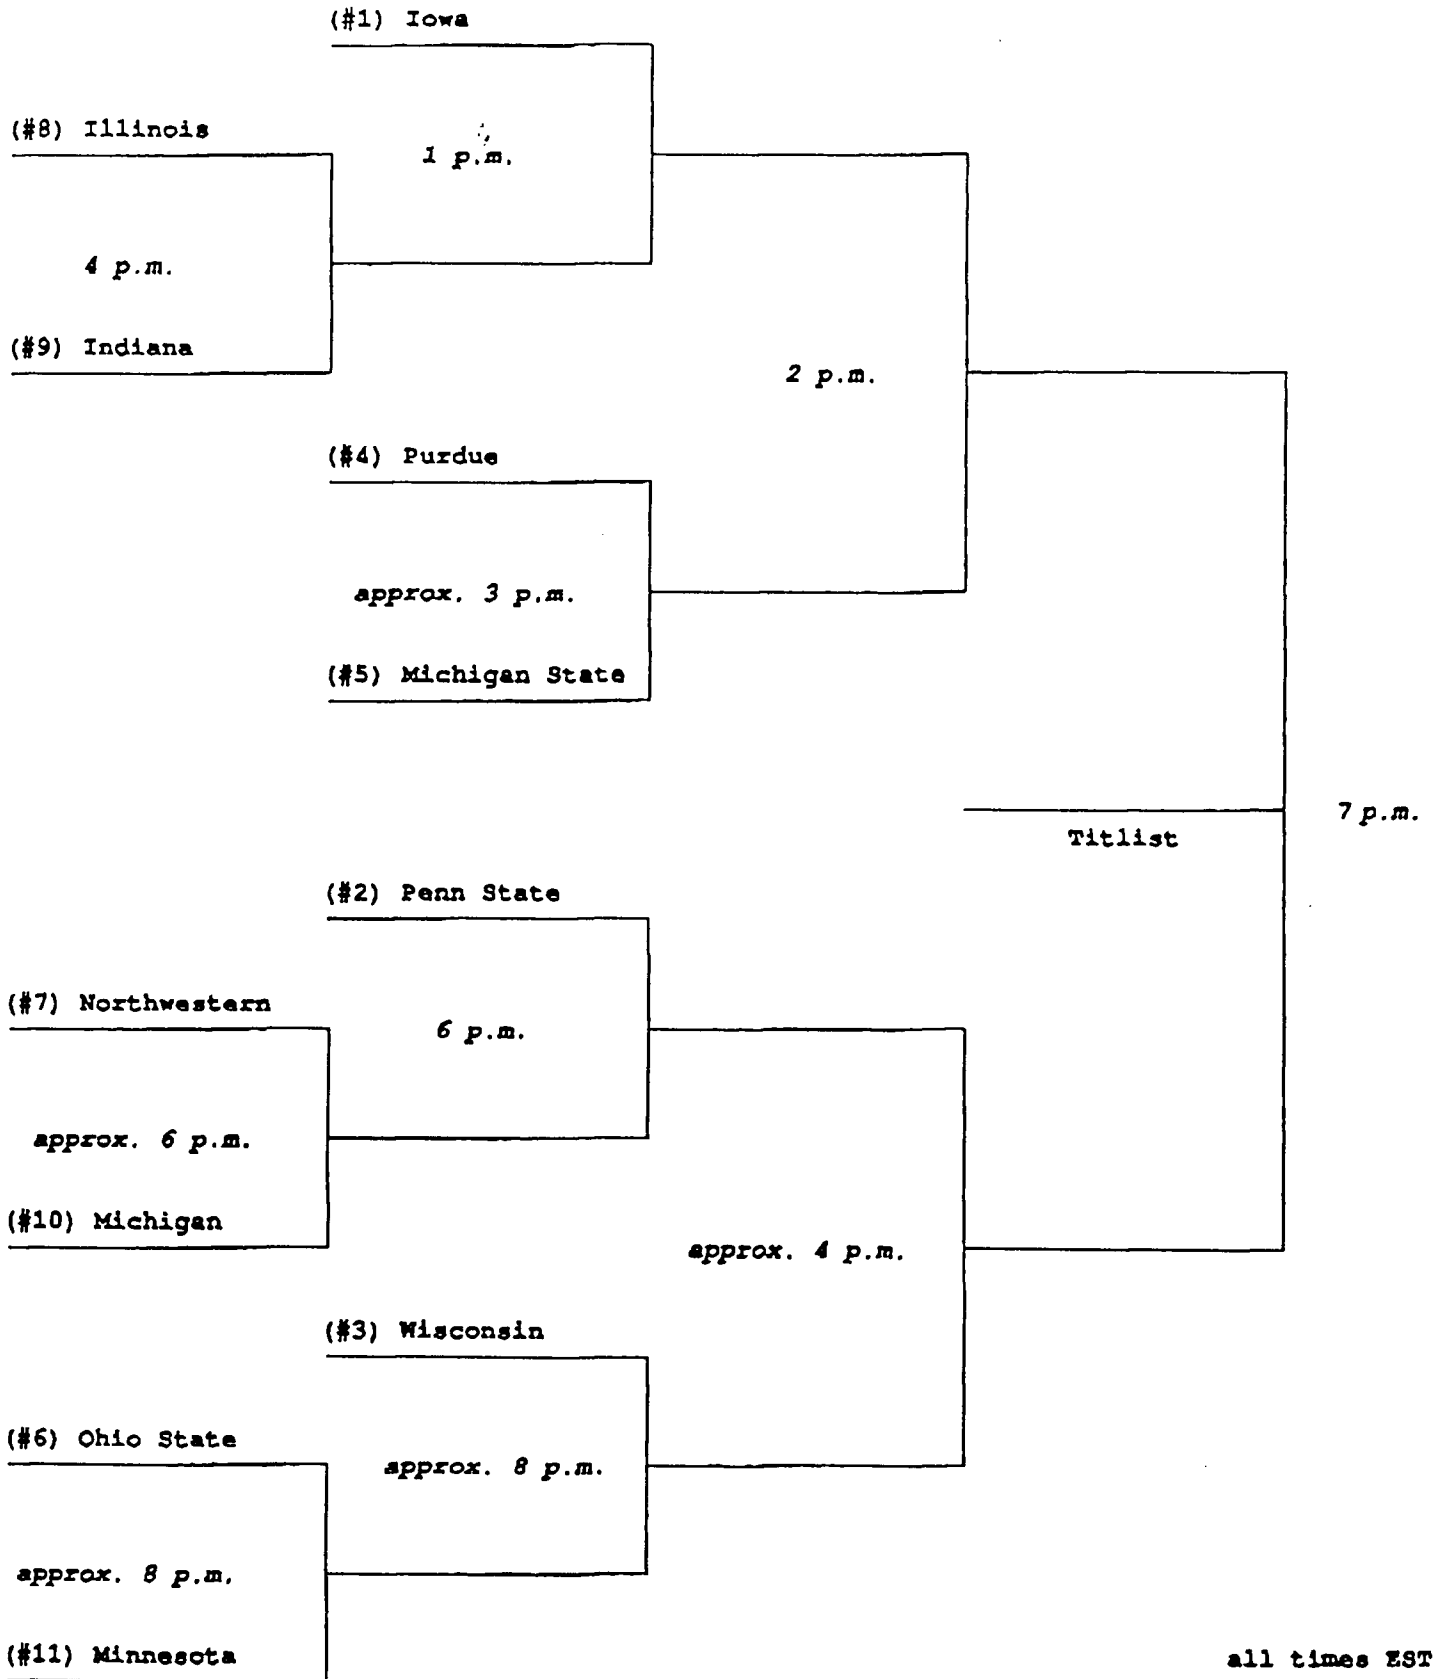 (#1) Iowa
(#8) Illinois
1 p.m.
4 p.m.
(#9) Indiana
2 p.m.
(#4) Purdue
approx. 3 p.m.
(#5) Michigan State
7 p.m.
Titlist
(#2) Penn State
(#7) Northwestern
6 p.m.
approx. 6 p.m.
(#10) Michigan
approx. 4 p.m.
(#3) Wisconsin
(#6) Ohio State
approx. 8 p.m.
approx. 8 p.m.
(#11) Minnesota
all times EST